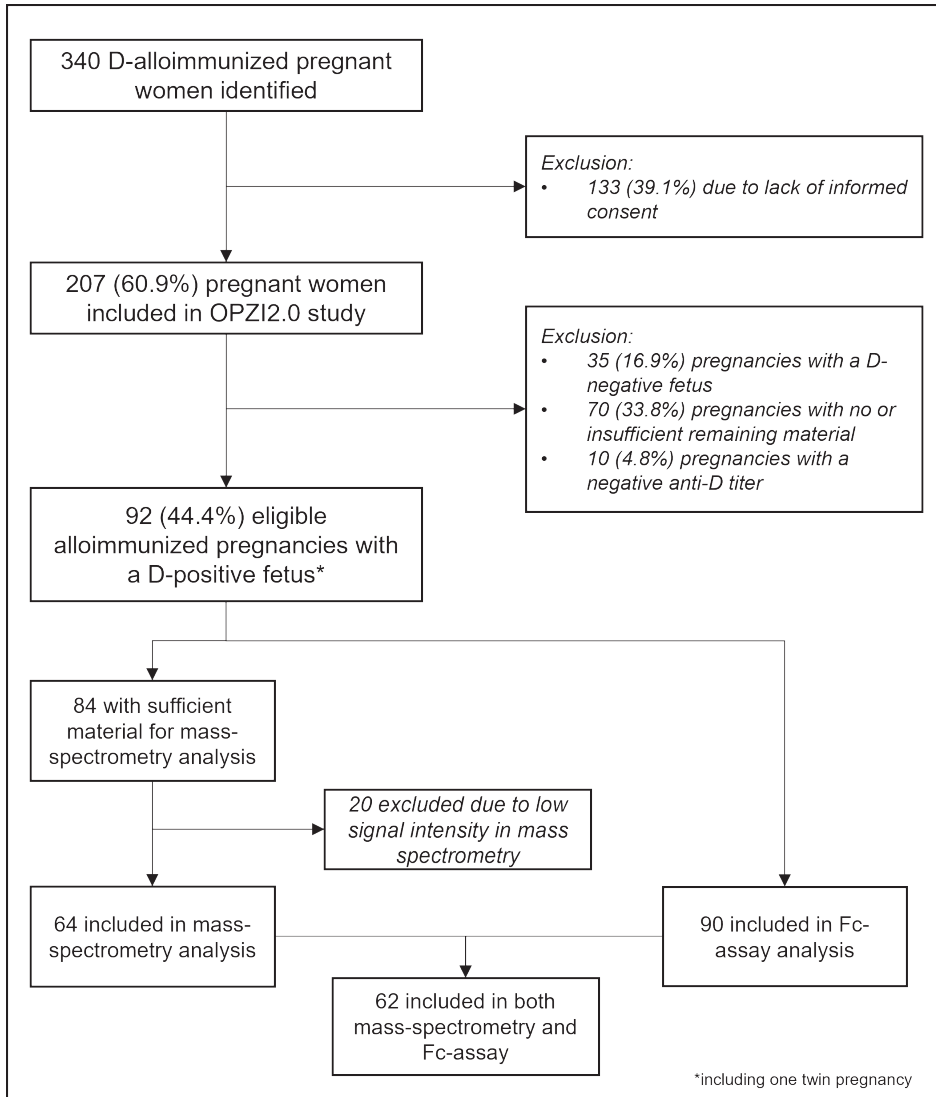 340 D-alloimmunized pregnant
women identified
Exclusion:
• 133 (39.1%) due to lack of informed
consent
207 (60.9%) pregnant women
included in OPZI2.0 study
Exclusion:
• 35 (16.9%) pregnancies with a D-
negative fetus
• 70 (33.8%) pregnancies with no or
insufficient remaining material
• 10 (4.8%) pregnancies with a
negative anti-D titer
92 (44.4%) eligible
alloimmunized pregnancies with
a D-positive fetus*
84 with sufficient
material for mass-
spectrometry analysis
20 excluded due to low
signal intensity in mass
spectrometry
64 included in mass-
spectrometry analysis
90 included in Fc-
assay analysis
62 included in both
mass-spectrometry and
Fc-assay
*including one twin pregnancy